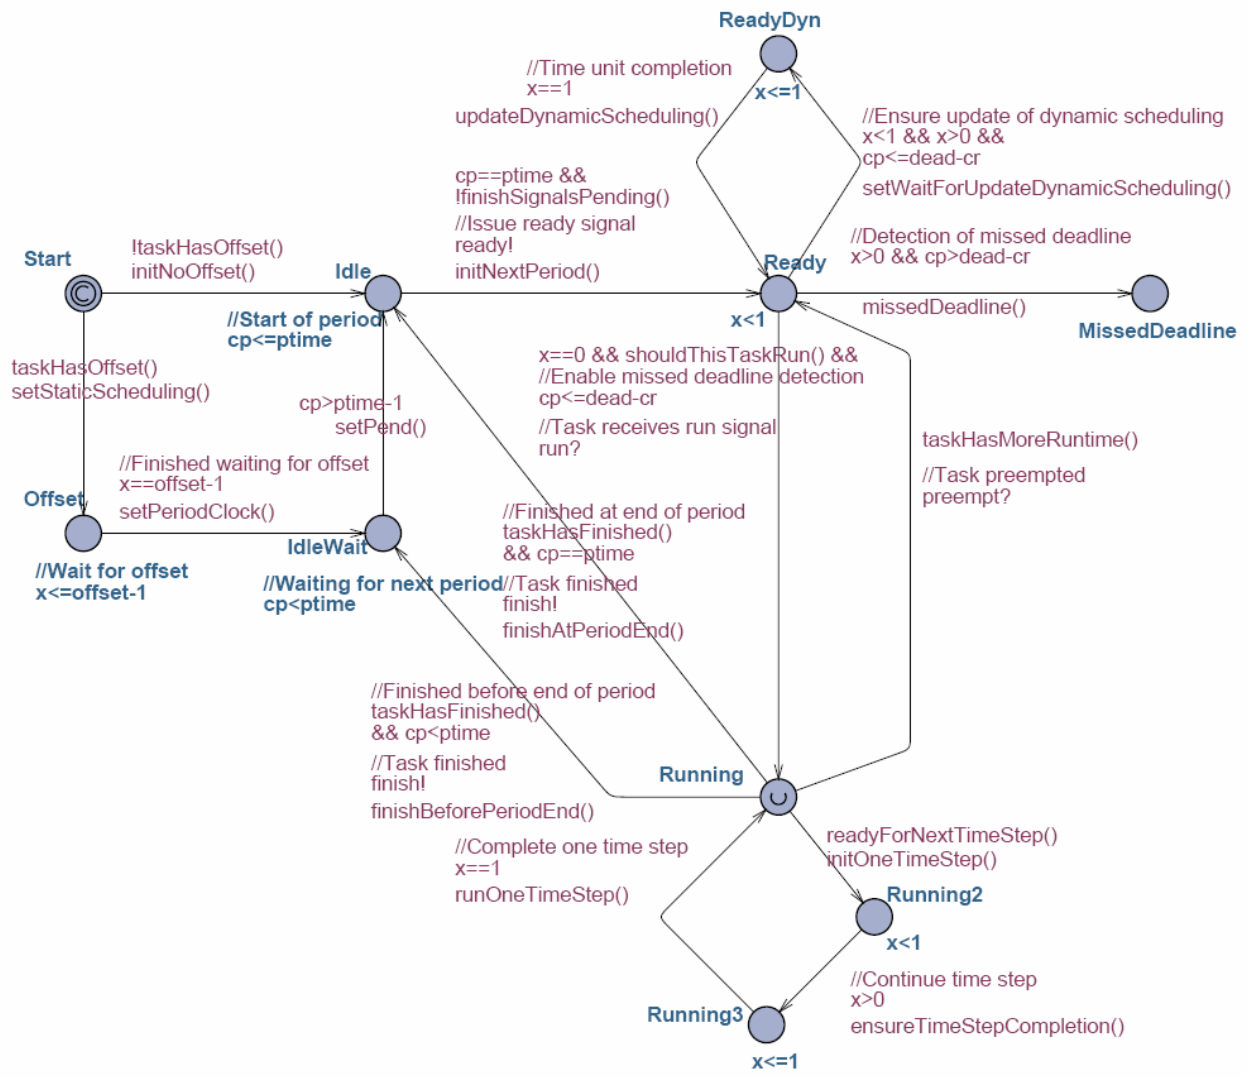 ReadyDyn
//Time unit completion
x==1
updateDynamicScheduling()
x<=1
//Ensure update of dynamic scheduling
x<1 && x>0 &&
cp<=dead-cr
setWaitForUpdateDynamicScheduling()
cp==ptime &&
!finishSignalsPending()
//Issue ready signal
ready!
initNextPeriod()
//Detection of missed deadline
x>0 && cp>dead-cr
missedDeadline()
MissedDeadline
Start
!taskHasOffset()
initNoOffset()
Idle
//Start of period
cp<=ptime
Ready
x<1
taskHasOffset()
setStaticScheduling()
x==0 && shouldThisTaskRun() &&
//Enable missed deadline detection
cp<=dead-cr
//Task receives run signal
run?
cp>ptime-1
setPend()
taskHasMoreRuntime()
//Task preempted
preempt?
//Finished waiting for offset
x==offset-1
setPeriodClock()
Offset
//Wait for offset
x<=offset-1
IdleWait
//Waiting for next period
cp<ptime
//Finished at end of period
taskHasFinished()
&& cp==ptime
//Task finished
finish!
finishAtPeriodEnd()
//Finished before end of period
taskHasFinished()
&& cp<ptime
//Task finished
finish!
finishBeforePeriodEnd()
Running
//Complete one time step
x==1
runOneTimeStep()
readyForNextTimeStep()
initOneTimeStep()
Running2
x<1
//Continue time step
x>0
ensureTimeStepCompletion()
Running3
x<=1